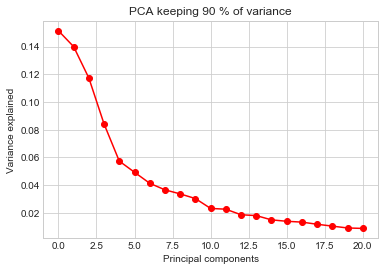 PCA keeping 90 % of variance
Variance explained
0.14
0.12
0.10
0.08
0.06
0.04
0.02
0.0 2.5 5.0 7.5 10.0 12.5 15.0 17.5 20.0
Principal components